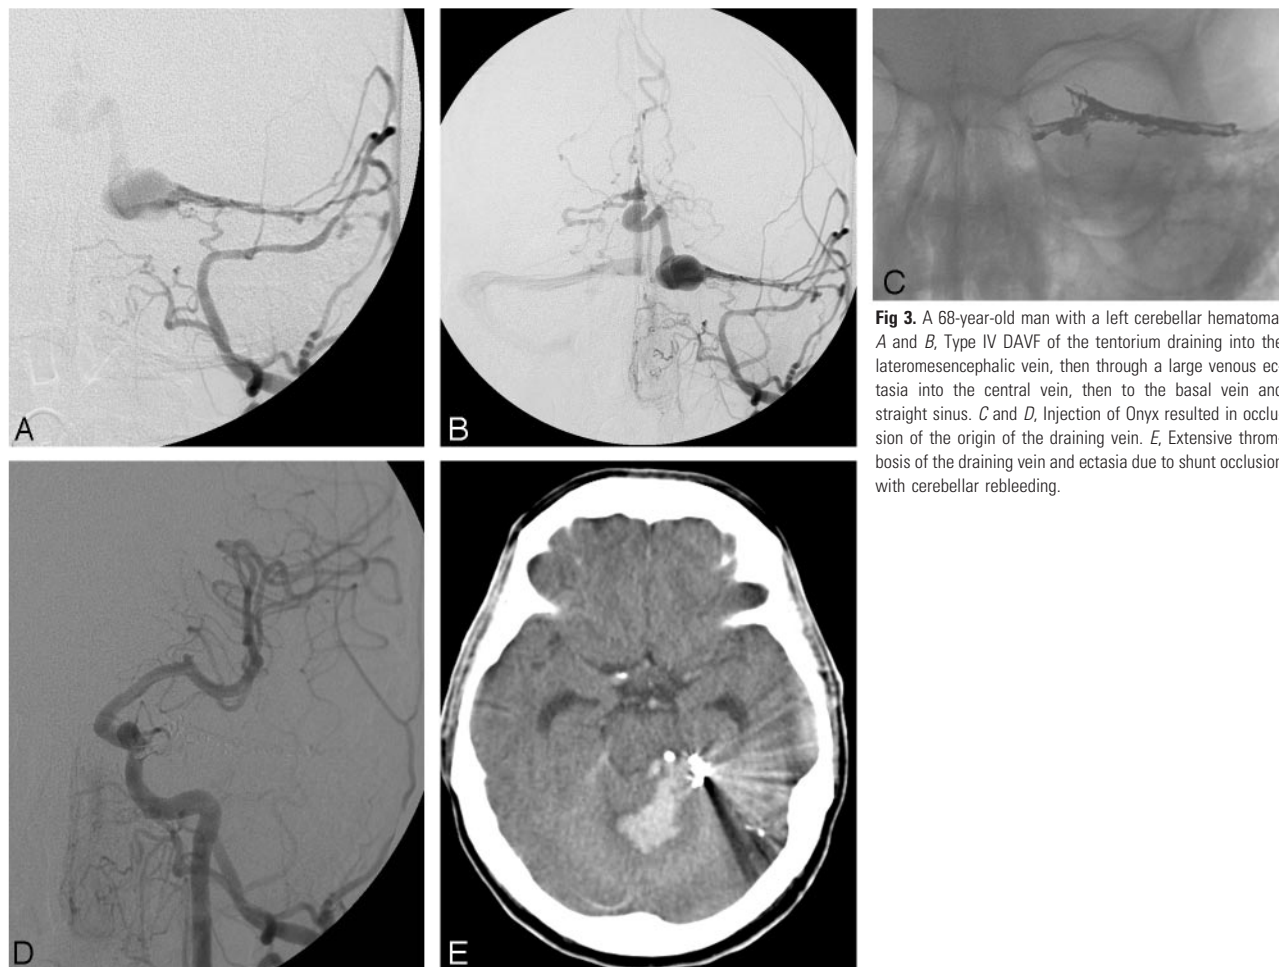 A
B
C
Fig 3. A 68-year-old man with a left cerebellar hematoma
A and B, Type IV DAVF of the tentorium draining into the
lateromesencephalic vein, then through a large venous ec-
tasia into the central vein, then to the basal vein and
straight sinus. C and D, Injection of Onyx resulted in occlu
sion of the origin of the draining vein. E, Extensive throm
bosis of the draining vein and ectasia due to shunt occlusion
with cerebellar rebleeding.
D
E